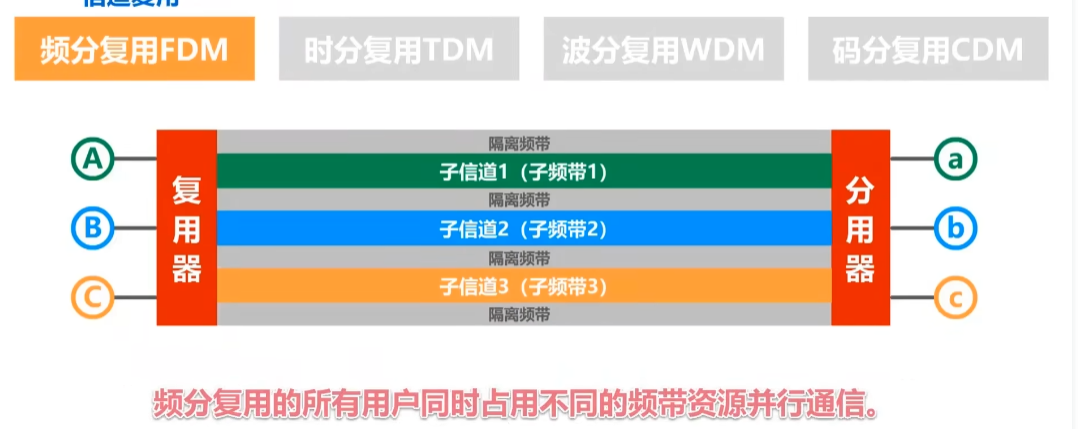 信道复用
频分复用FDM 时分复用TDM 波分复用WDM 码分复用CDM
隔离频带
A 子信道1（子频带1） a
隔离频带
B 复用器 子信道2（子频带2） 分用器 b
隔离频带
C 子信道3（子频带3） c
隔离频带
频分复用的所有用户同时占用不同的频带资源并行通信。